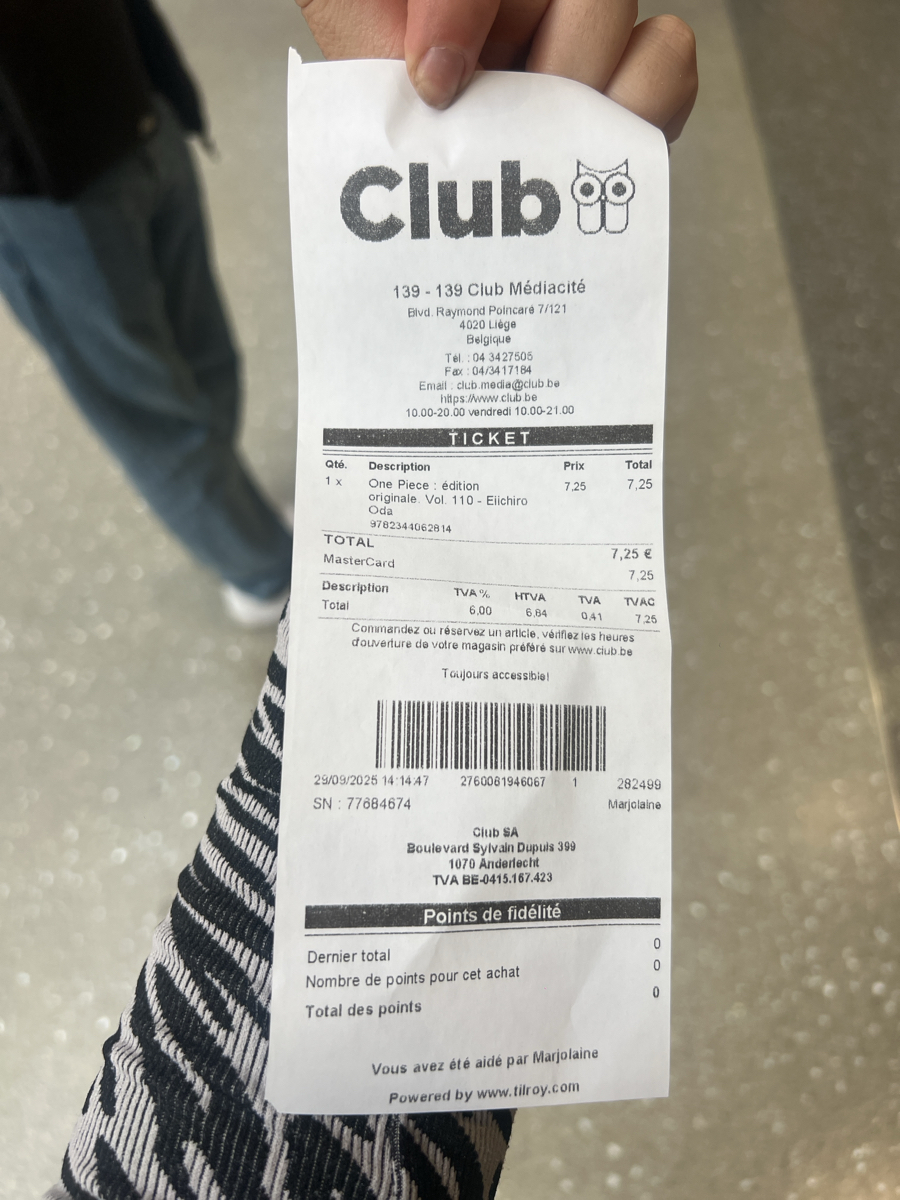 Club
139 - 139 Club Médiacité
Blvd. Raymond Poincaré 7/121
4020 Liège
Belgique
Tél. : 04 3427505
Fax : 04/3417184
Email : club.media@club.be
https://www.club.be
10.00-20.00 vendredi 10.00-21.00
TICKET
Qté. Description Prix Total
1 x One Piece : édition 7,25 7,25
originale. Vol. 110 - Eiichiro
Oda
9782344062814
TOTAL 7,25 €
MasterCard 7,25
Description TVA % HTVA TVA TVAC
Total 6,00 6,84 0,41 7,25
Commandez ou réservez un article, vérifiez les heures
d'ouverture de votre magasin préféré sur www.club.be
Toujours accessible!
29/09/2025 14:14:47 2760081946067 1 282499
SN : 77684674 Marjolaine
Club SA
Boulevard Sylvain Dupuis 399
1070 Anderlecht
TVA BE-0415.167.423
Points de fidélité
Dernier total 0
Nombre de points pour cet achat 0
Total des points 0
Vous avez été aidé par Marjolaine
Powered by www.tilroy.com